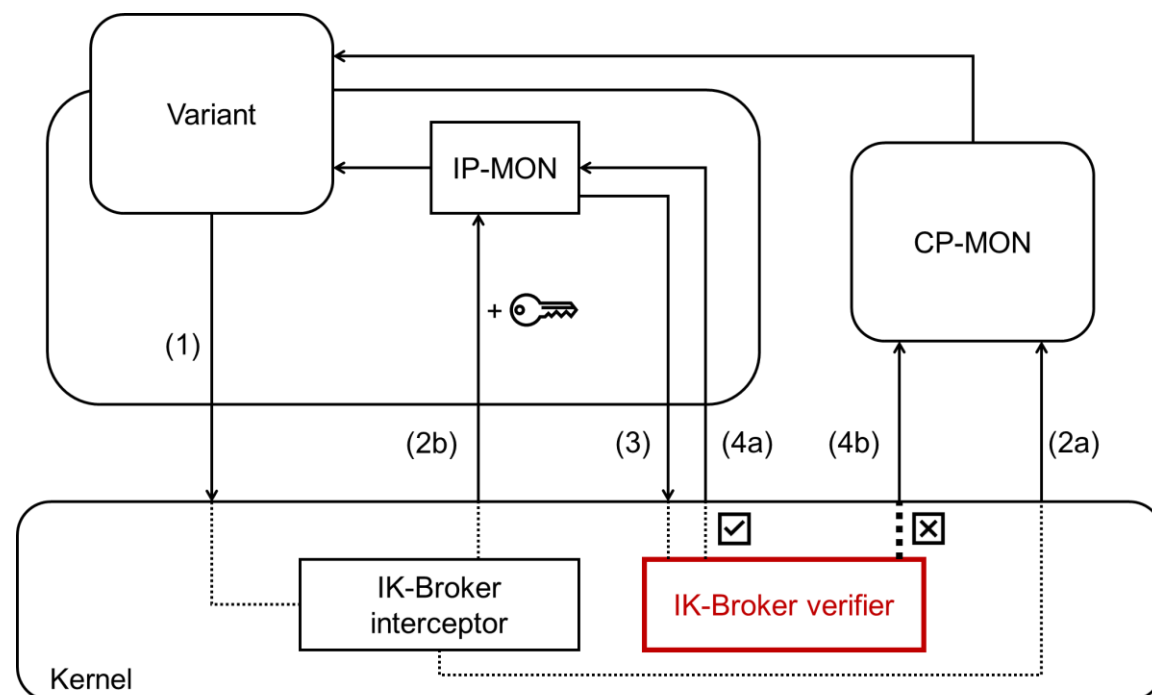 Variant
IP-MON
CP-MON
+
(1)
(2b)
(3)
(4a)
(4b)
(2a)
IK-Broker
interceptor
IK-Broker verifier
Kernel